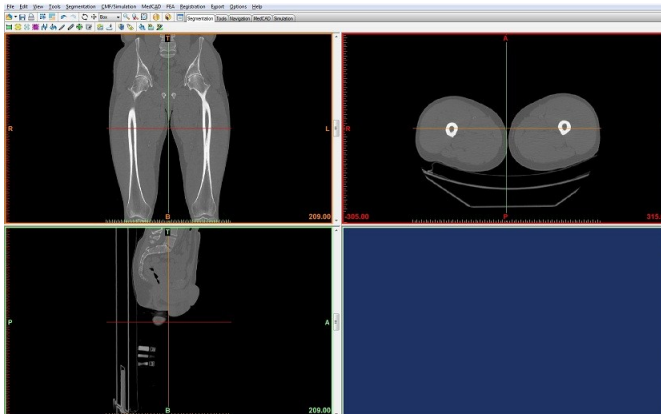 File Edit View Tools Segmentation CMF/Simulation MedCAD FEA Registration Export Options Help
Box
Segmentation Tools Navigation MedCAD Simulation
T
R L
B
209.00
A
R
P
-305.00
315.
T
P A
B
209.00